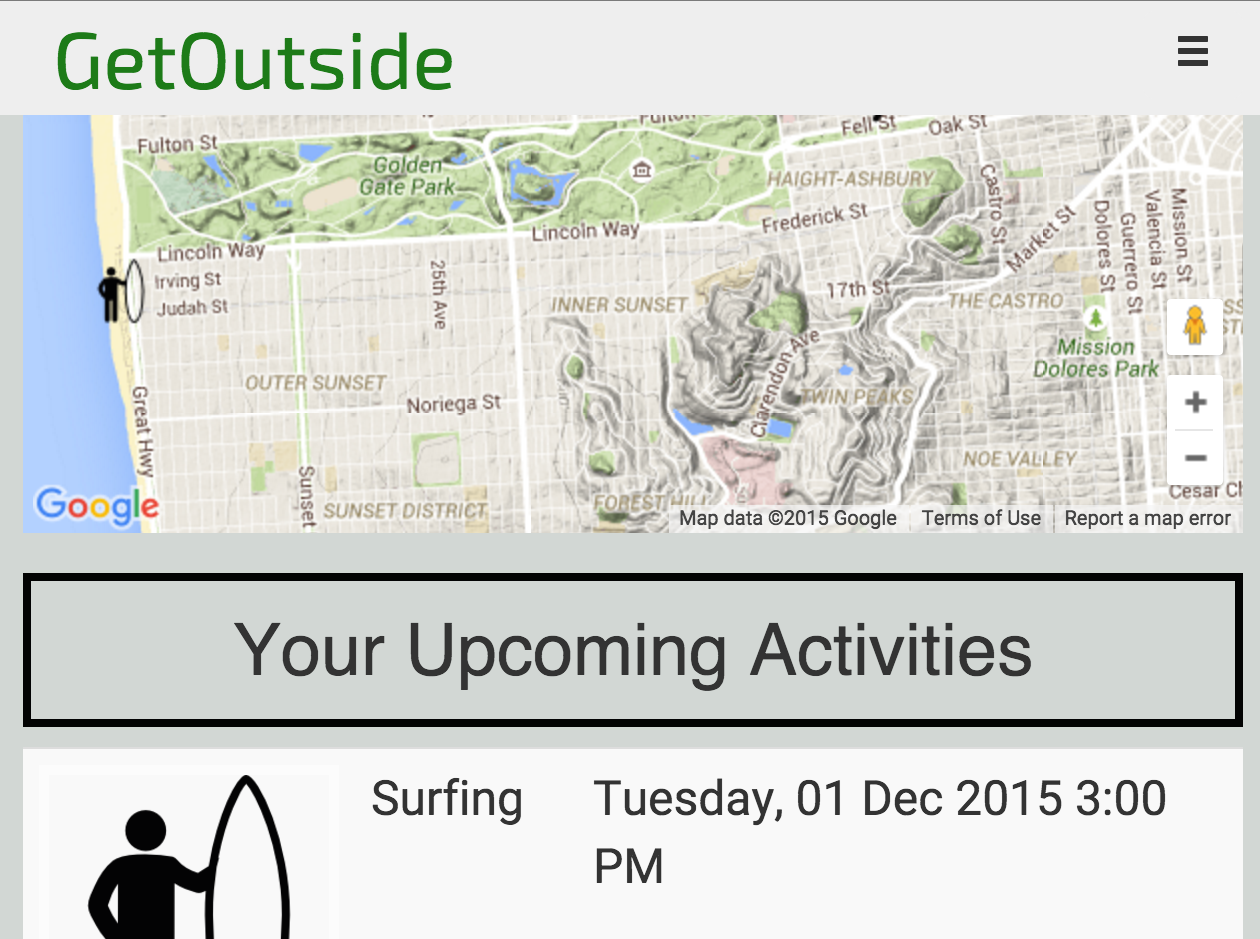 GetOutside
Fulton St
Fell St
Oak St
Golden
Gate Park
HAIGHT-ASHBURY
Castro St
Frederick St
Market St
Dolores St
Guerrero St
Valencia St
Mission St
Lincoln Way
Lincoln Way
Irving St
Judah St
25th Ave
INNER SUNSET
17th St
THE CASTRO
Mission
Dolores Park
Clarendon Ave
TWIN PEAKS
OUTER SUNSET
Noriega St
Great Hwy
NOE VALLEY
Sunset
SUNSET DISTRICT
FOREST HILL
Cesar Ch
Google
Map data ©2015 Google
Terms of Use
Report a map error
Your Upcoming Activities
Surfing
Tuesday, 01 Dec 2015 3:00
PM